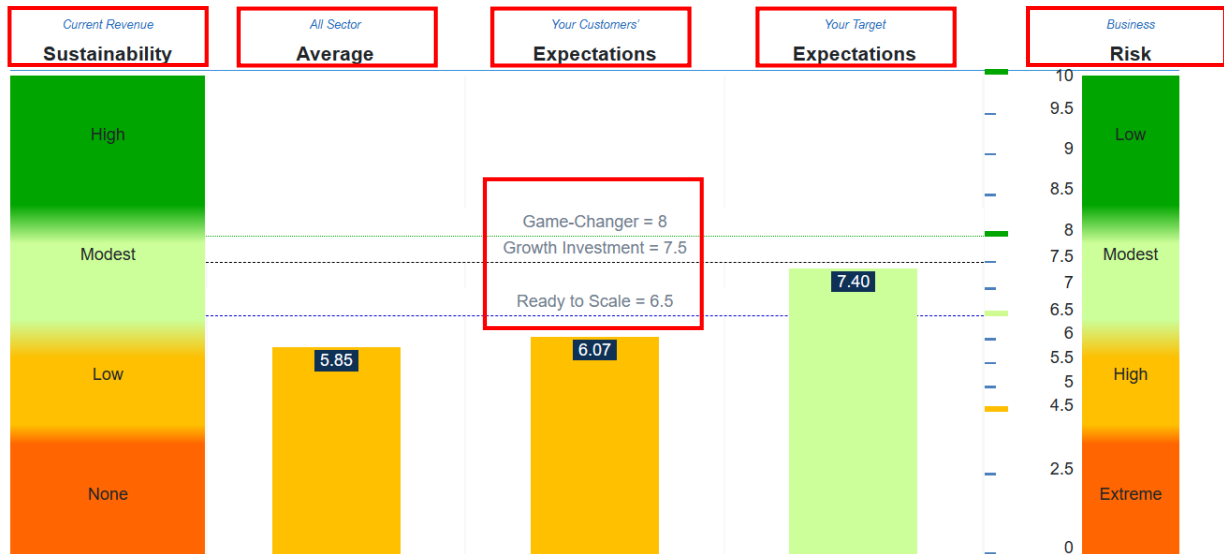 Current Revenue
Sustainability
All Sector
Average
Your Customers'
Expectations
Your Target
Expectations
Business
Risk
High
Modest
Low
None
Game-Changer = 8
Growth Investment = 7.5
Ready to Scale = 6.5
5.85
6.07
7.40
10
9.5
9
8.5
8
7.5
7
6.5
6
5.5
5
4.5
2.5
0
Low
Modest
High
Extreme